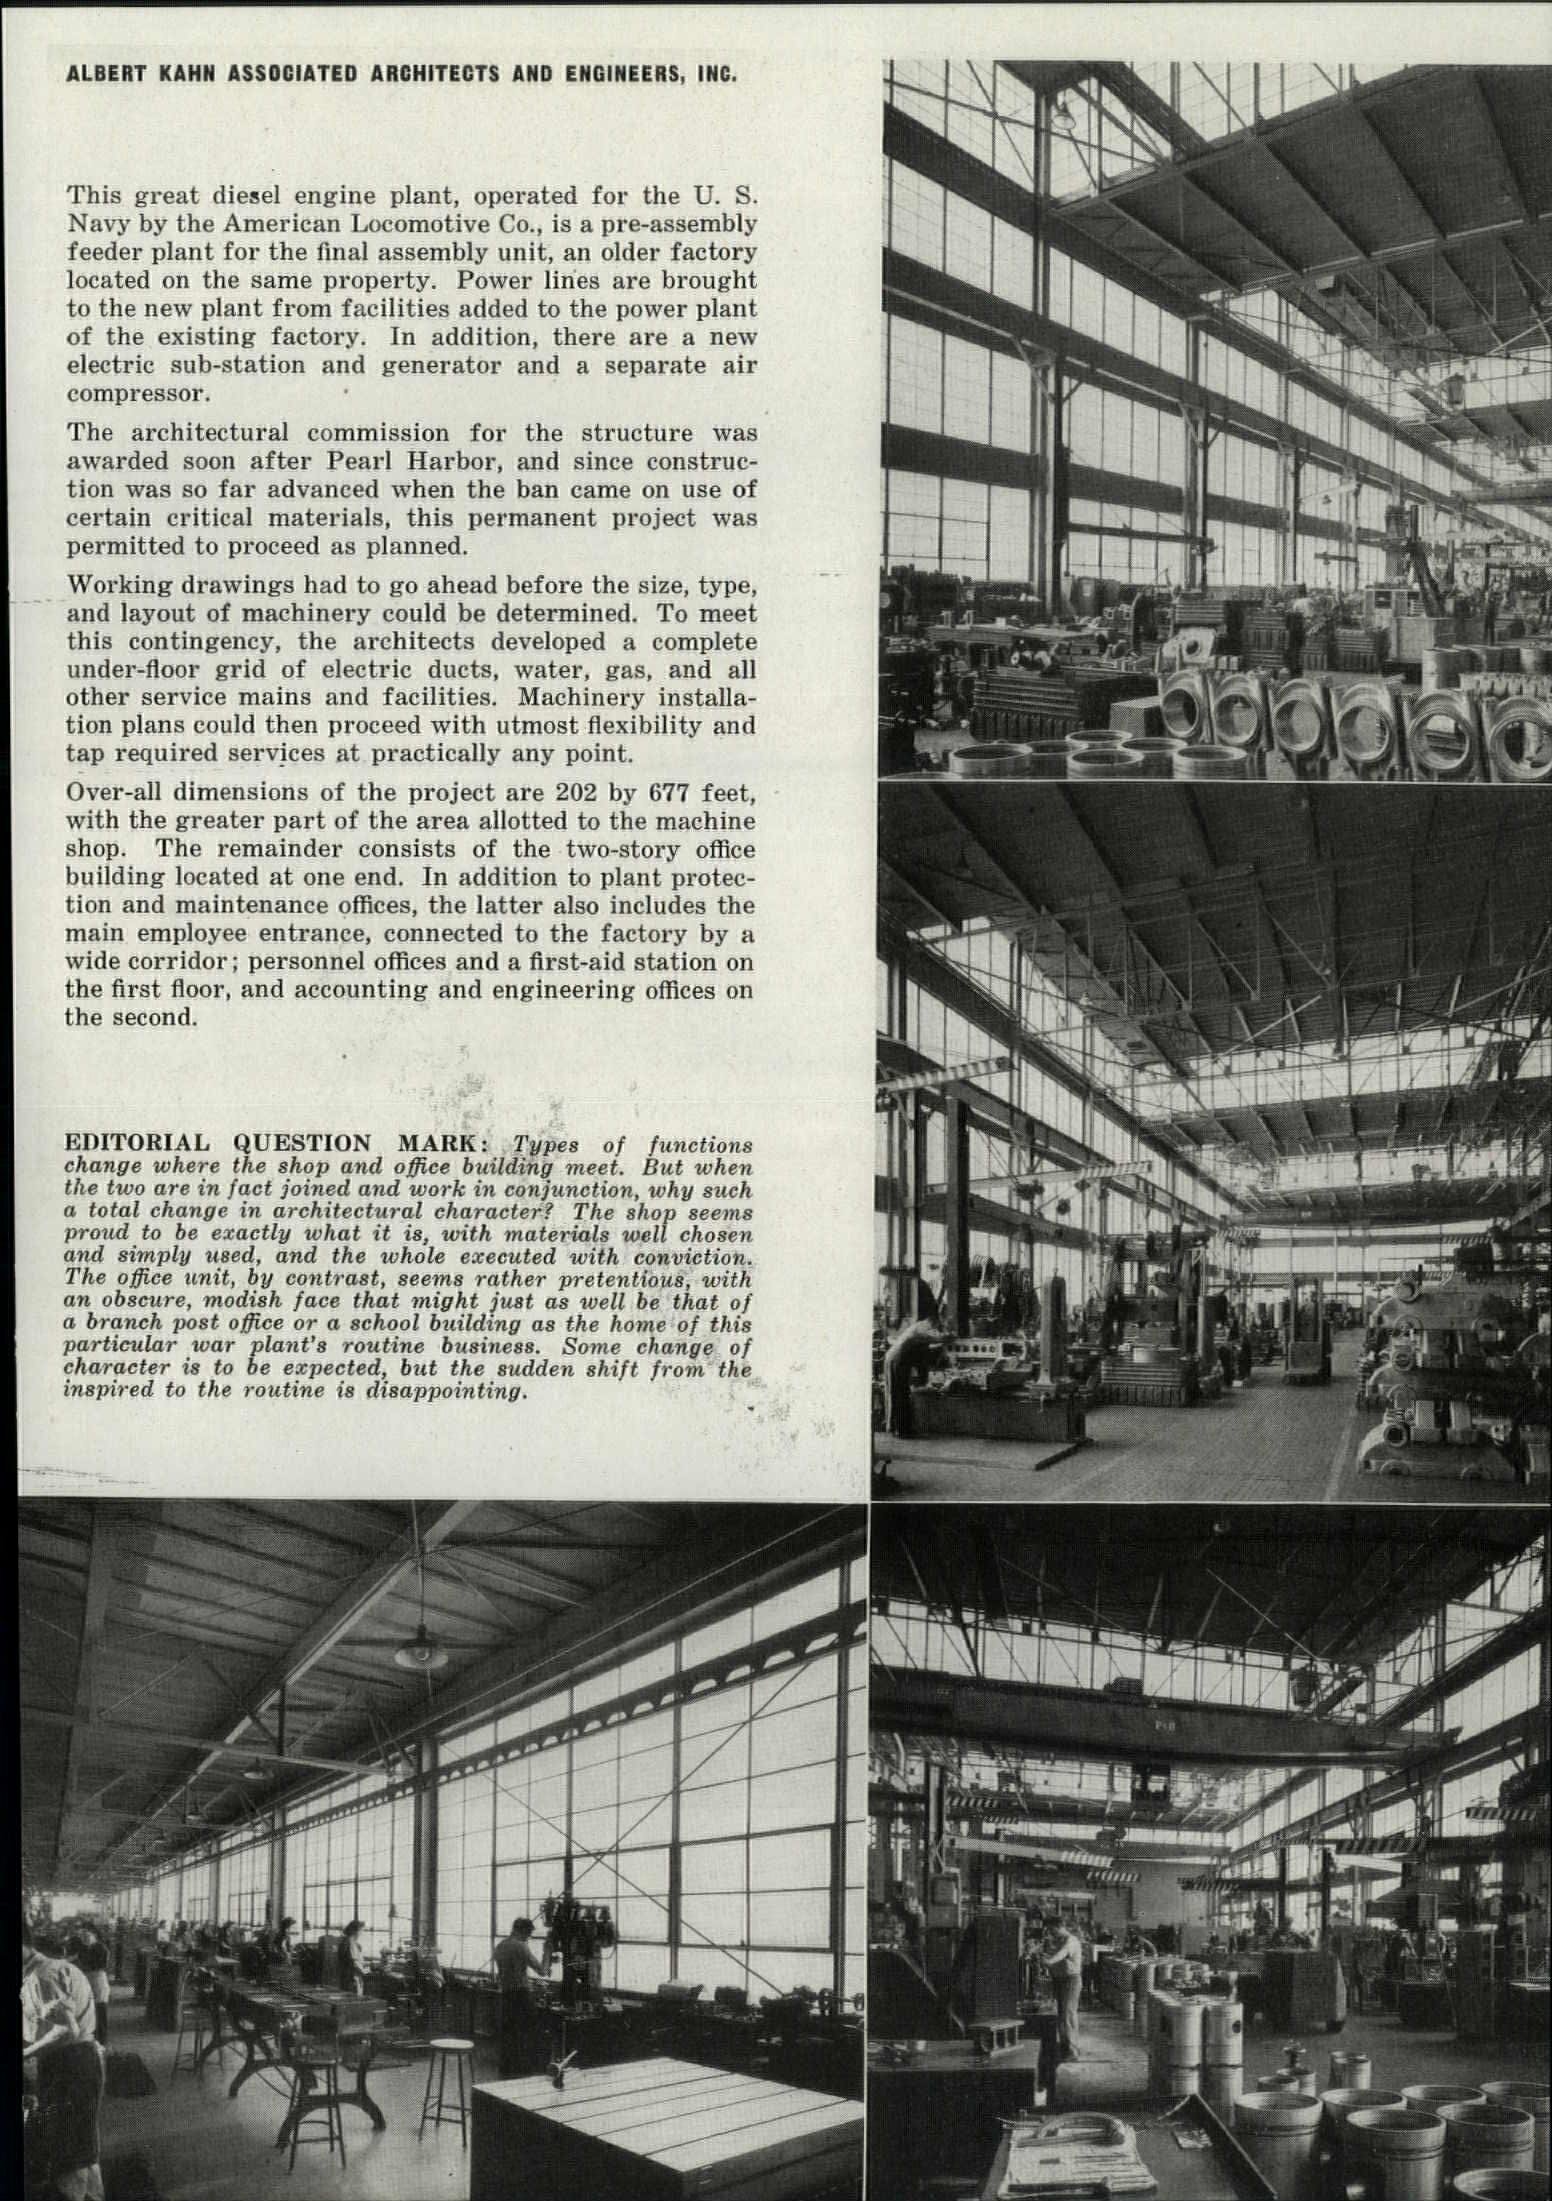 ALBERT KAHN ASSOCIATED ARCHITECTS AND ENGINEERS, INC.
This great diesel engine plant, operated for the U. S.
Navy by the American Locomotive Co., is a pre-assembly
feeder plant for the final assembly unit, an older factory
located on the same property. Power lines are brought
to the new plant from facilities added to the power plant
of the existing factory. In addition, there are a new
electric sub-station and generator and a separate air
compressor.
The architectural commission for the structure was
awarded soon after Pearl Harbor, and since construc-
tion was so far advanced when the ban came on use of
certain critical materials, this permanent project was
permitted to proceed as planned.
Working drawings had to go ahead before the size, type,
and layout of machinery could be determined. To meet
this contingency, the architects developed a complete
under-floor grid of electric ducts, water, gas, and all
other service mains and facilities. Machinery installa-
tion plans could then proceed with utmost flexibility and
tap required services at practically any point.
Over-all dimensions of the project are 202 by 677 feet,
with the greater part of the area allotted to the machine
shop. The remainder consists of the two-story office
building located at one end. In addition to plant protec-
tion and maintenance offices, the latter also includes the
main employee entrance, connected to the factory by a
wide corridor; personnel offices and a first-aid station on
the first floor, and accounting and engineering offices on
the second.
EDITORIAL QUESTION MARK: Types of functions
change where the shop and office building meet. But when
the two are in fact joined and work in conjunction, why such
a total change in architectural character? The shop seems
proud to be exactly what it is, with materials well chosen
and simply used, and the whole executed with conviction.
The office unit, by contrast, seems rather pretentious, with
an obscure, modish face that might just as well be that of
a branch post office or a school building as the home of this
particular war plant's routine business. Some change of
character is to be expected, but the sudden shift from the
inspired to the routine is disappointing.